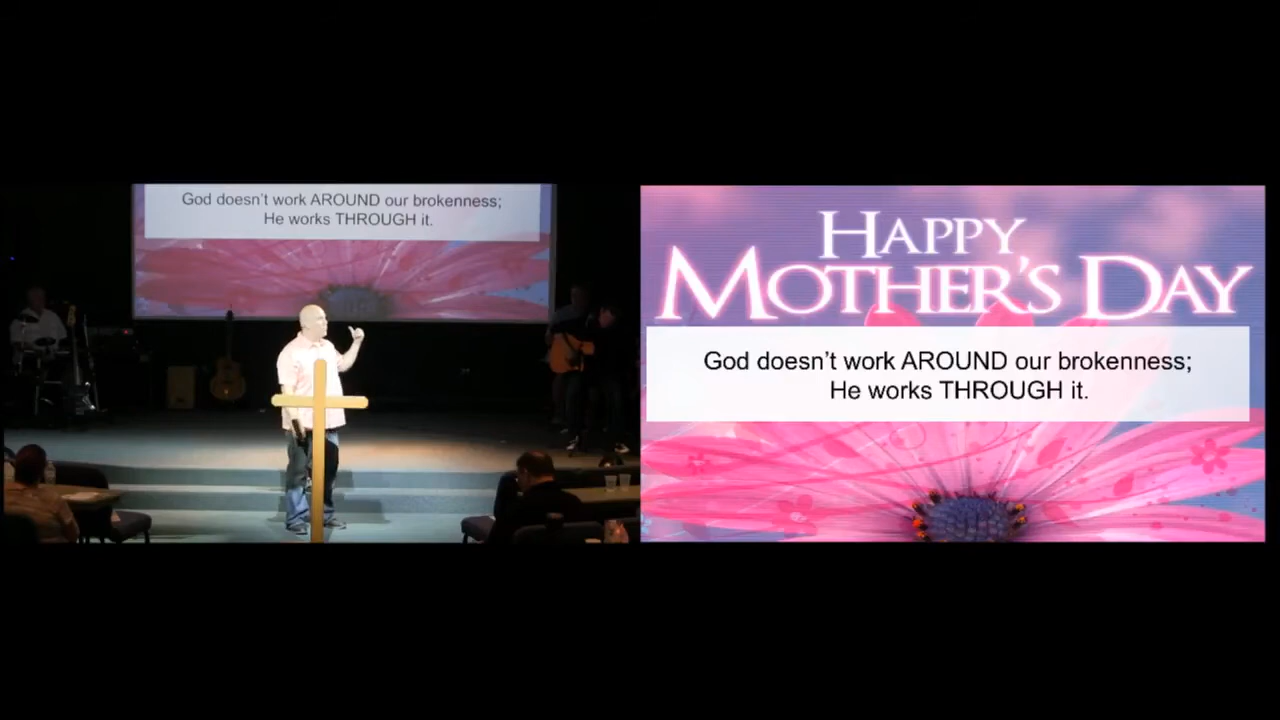 God doesn't work AROUND our brokenness;
He works THROUGH it.
HAPPY
MOTHER'S DAY
God doesn't work AROUND our brokenness;
He works THROUGH it.